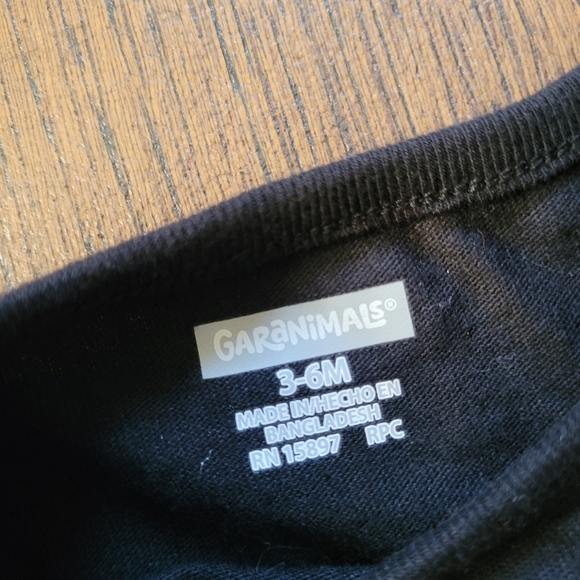 GARANiMALS®
3-6M
MADE IN/HECHO EN
BANGLADESH
RN 15897 RPC